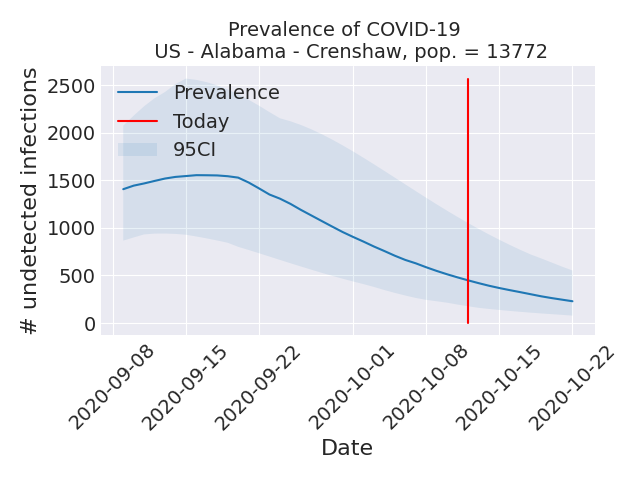 Prevalence of COVID-19
US - Alabama - Crenshaw, pop. = 13772
# undetected infections
2500
2000
1500
1000
500
0
Prevalence
Today
95CI
2020-09-08
2020-09-15
2020-09-22
2020-10-01
2020-10-08
2020-10-15
2020-10-22
Date